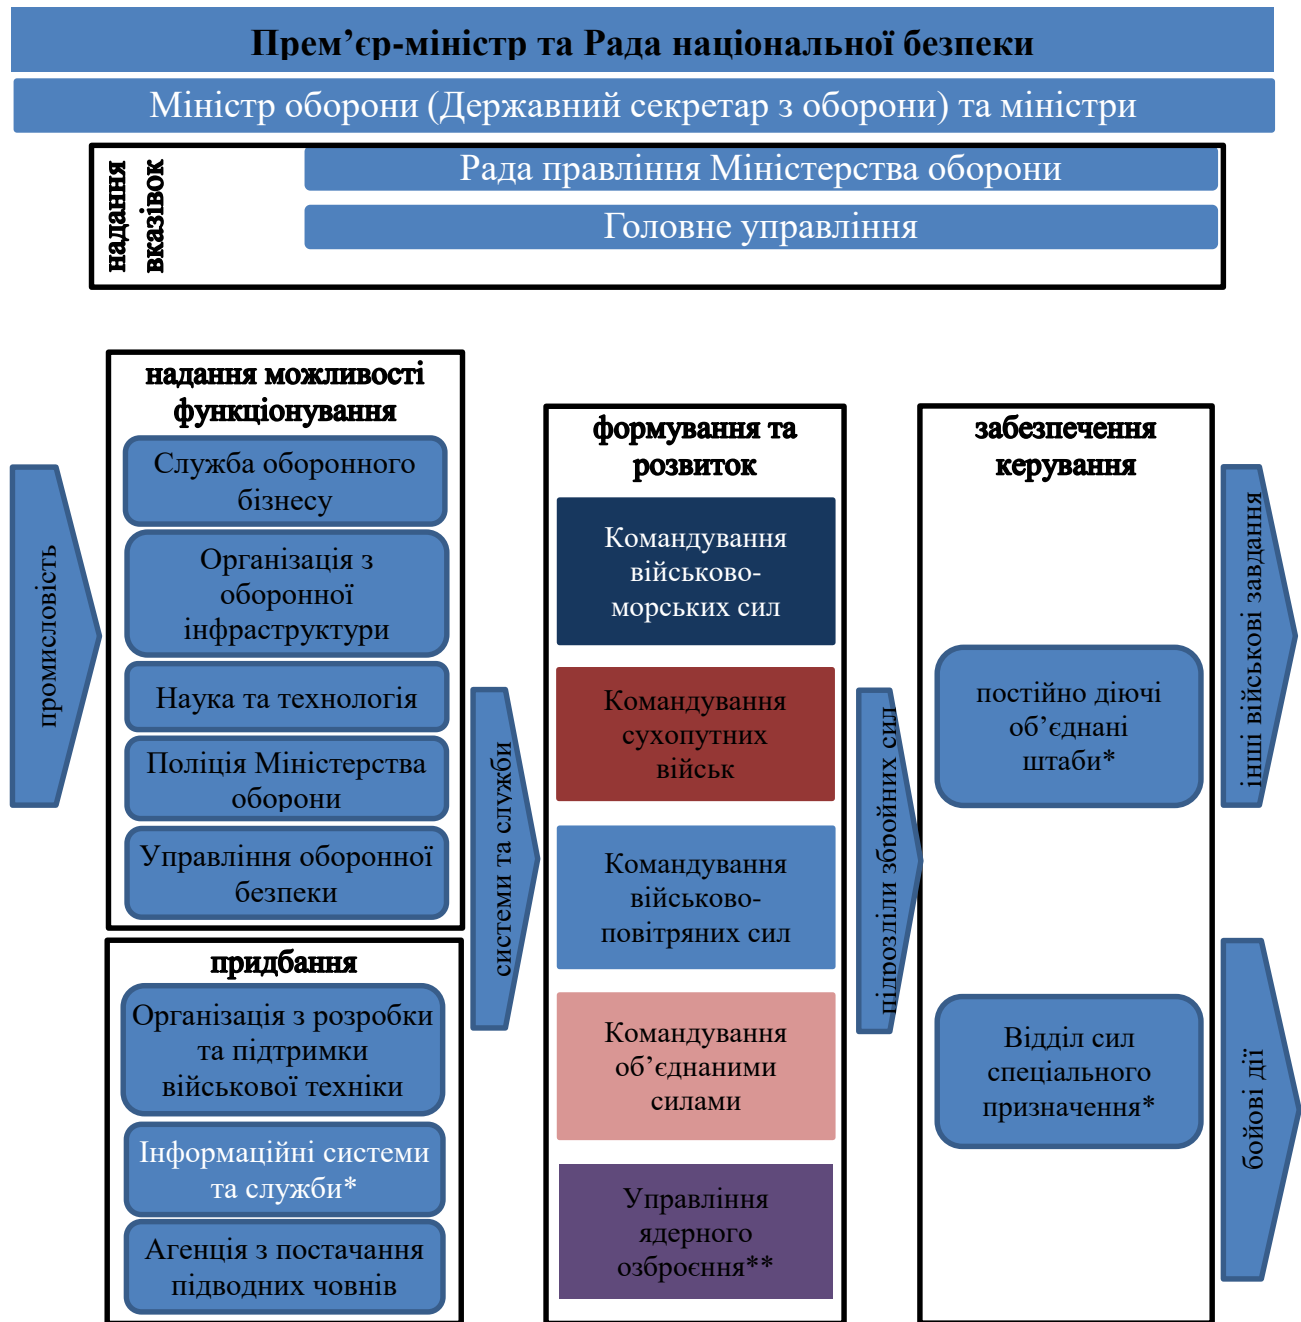 Прем’єр-міністр та Рада національної безпеки
Міністр оборони (Державний секретар з оборони) та міністри
надання
вказівок
Рада правління Міністерства оборони
Головне управління
промисловість
надання можливості
функціонування
Служба оборонного
бізнесу
Організація з
оборонної
інфраструктури
Наука та технологія
Поліція Міністерства
оборони
Управління оборонної
безпеки
придбання
Організація з розробки
та підтримки
військової техніки
Інформаційні системи
та служби*
Агенція з постачання
підводних човнів
системи та служби
формування та
розвиток
Командування
військово-
морських сил
Командування
сухопутних
військ
Командування
військово-
повітряних сил
Командування
об’єднаними
силами
Управління
ядерного
озброєння**
підрозділи збройних сил
забезпечення
керування
постійно діючі
об’єднані
штаби*
Відділ сил
спеціального
призначення*
інші військові завдання
бойові дії